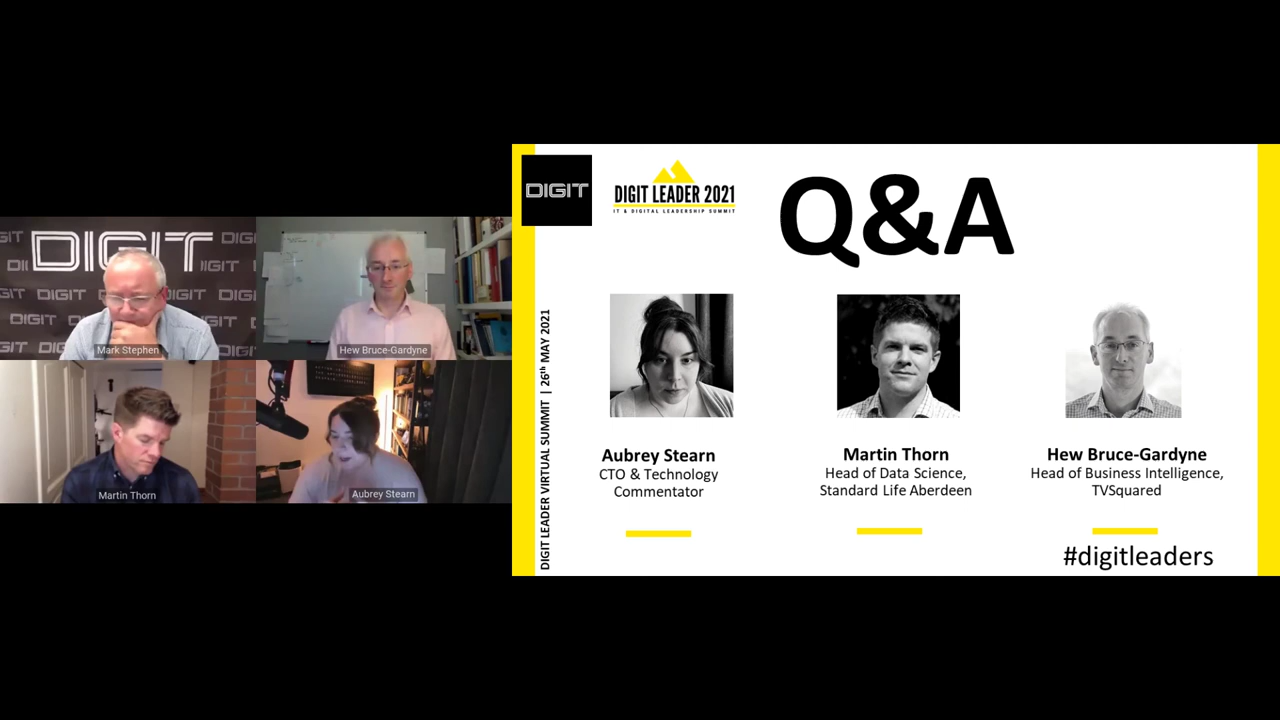 DIGIT
Mark Stephen
Hew Bruce-Gardyne
Martin Thorn
Aubrey Stearn
DIGIT
DIGIT LEADER 2021
IT & DIGITAL LEADERSHIP SUMMIT
Q&A
DIGIT LEADER VIRTUAL SUMMIT | 26th MAY 2021
Aubrey Stearn
CTO & Technology
Commentator
Martin Thorn
Head of Data Science,
Standard Life Aberdeen
Hew Bruce-Gardyne
Head of Business Intelligence,
TVSquared
#digitleaders